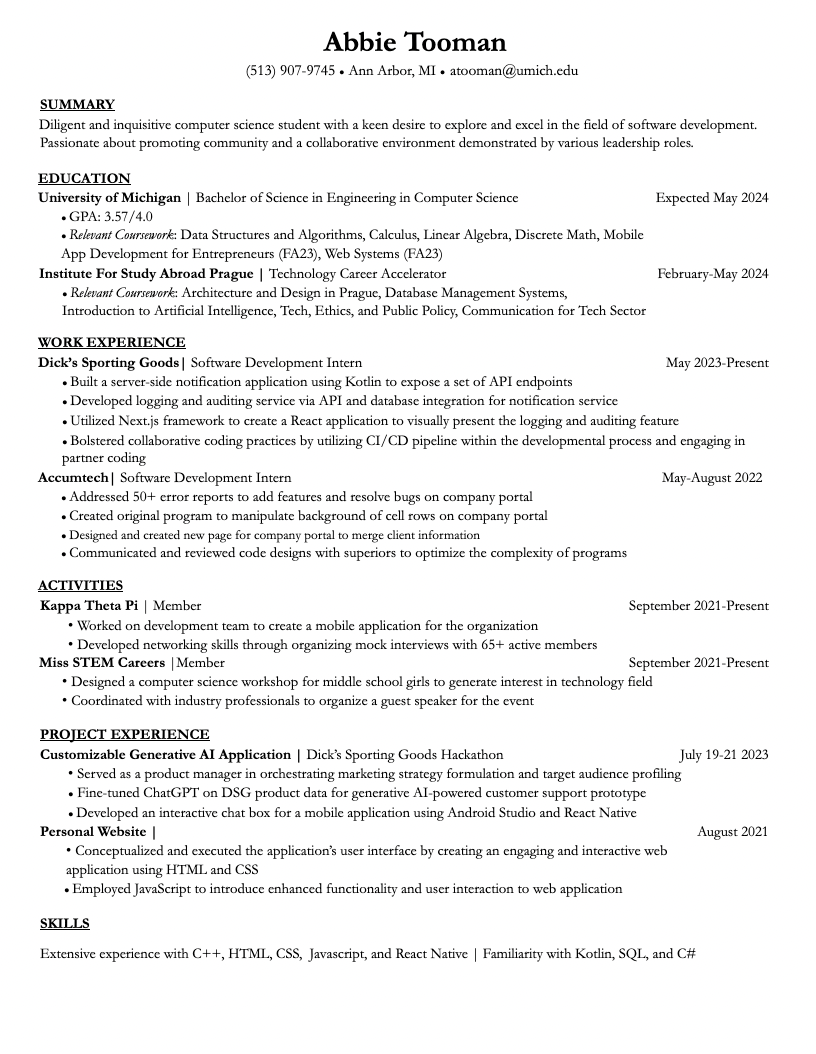 Abbie Tooman
(513) 907-9745 • Ann Arbor, MI • atooman@umich.edu
SUMMARY
Diligent and inquisitive computer science student with a keen desire to explore and excel in the field of software development.
Passionate about promoting community and a collaborative environment demonstrated by various leadership roles.
EDUCATION
University of Michigan | Bachelor of Science in Engineering in Computer Science Expected May 2024
• GPA: 3.57/4.0
• Relevant Coursework: Data Structures and Algorithms, Calculus, Linear Algebra, Discrete Math, Mobile
App Development for Entrepreneurs (FA23), Web Systems (FA23)
Institute For Study Abroad Prague | Technology Career Accelerator February-May 2024
• Relevant Coursework: Architecture and Design in Prague, Database Management Systems,
Introduction to Artificial Intelligence, Tech, Ethics, and Public Policy, Communication for Tech Sector
WORK EXPERIENCE
Dick's Sporting Goods| Software Development Intern May 2023-Present
• Built a server-side notification application using Kotlin to expose a set of API endpoints
• Developed logging and auditing service via API and database integration for notification service
• Utilized Next.js framework to create a React application to visually present the logging and auditing feature
• Bolstered collaborative coding practices by utilizing CI/CD pipeline within the developmental process and engaging in
partner coding
Accumtech| Software Development Intern May-August 2022
• Addressed 50+ error reports to add features and resolve bugs on company portal
• Created original program to manipulate background of cell rows on company portal
• Designed and created new page for company portal to merge client information
• Communicated and reviewed code designs with superiors to optimize the complexity of programs
ACTIVITIES
Kappa Theta Pi | Member September 2021-Present
• Worked on development team to create a mobile application for the organization
• Developed networking skills through organizing mock interviews with 65+ active members
Miss STEM Careers |Member September 2021-Present
• Designed a computer science workshop for middle school girls to generate interest in technology field
• Coordinated with industry professionals to organize a guest speaker for the event
PROJECT EXPERIENCE
Customizable Generative AI Application | Dick's Sporting Goods Hackathon July 19-21 2023
• Served as a product manager in orchestrating marketing strategy formulation and target audience profiling
• Fine-tuned ChatGPT on DSG product data for generative AI-powered customer support prototype
• Developed an interactive chat box for a mobile application using Android Studio and React Native
Personal Website | August 2021
• Conceptualized and executed the application's user interface by creating an engaging and interactive web
application using HTML and CSS
• Employed JavaScript to introduce enhanced functionality and user interaction to web application
SKILLS
Extensive experience with C++, HTML, CSS, Javascript, and React Native | Familiarity with Kotlin, SQL, and C#